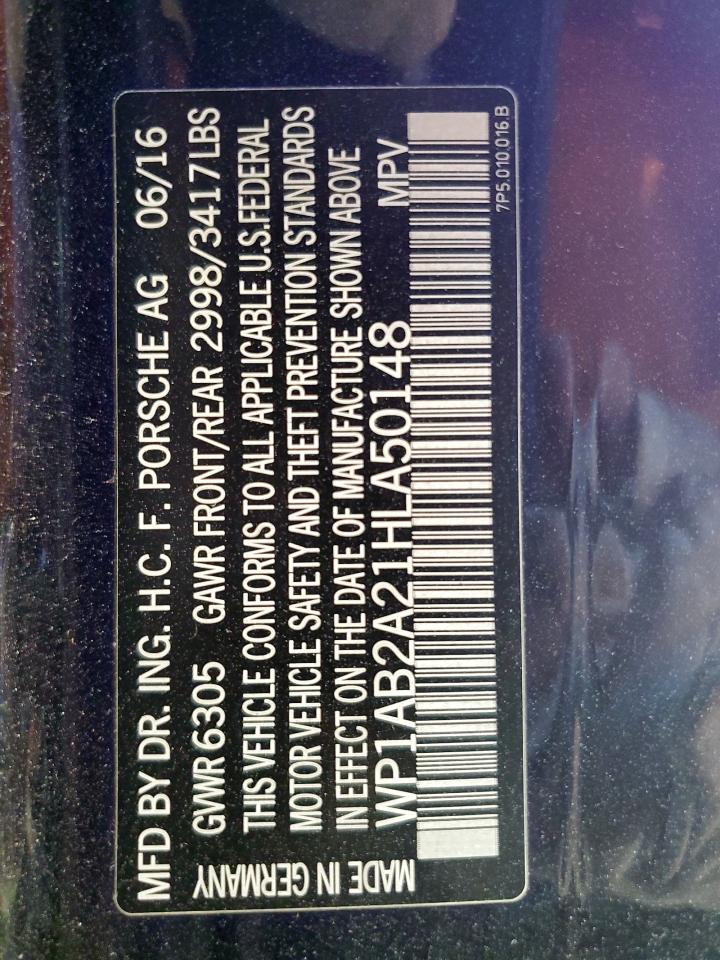 MFD BY DR. ING. H.C. F. PORSCHE AG 06/16
GVWR 6305 GAWR FRONT/REAR 2998/3417LBS
THIS VEHICLE CONFORMS TO ALL APPLICABLE U.S.FEDERAL
MOTOR VEHICLE SAFETY AND THEFT PREVENTION STANDARDS
IN EFFECT ON THE DATE OF MANUFACTURE SHOWN ABOVE
WP1AB2A21HLA50148 MPV
MADE IN GERMANY
7P5.010.016.B